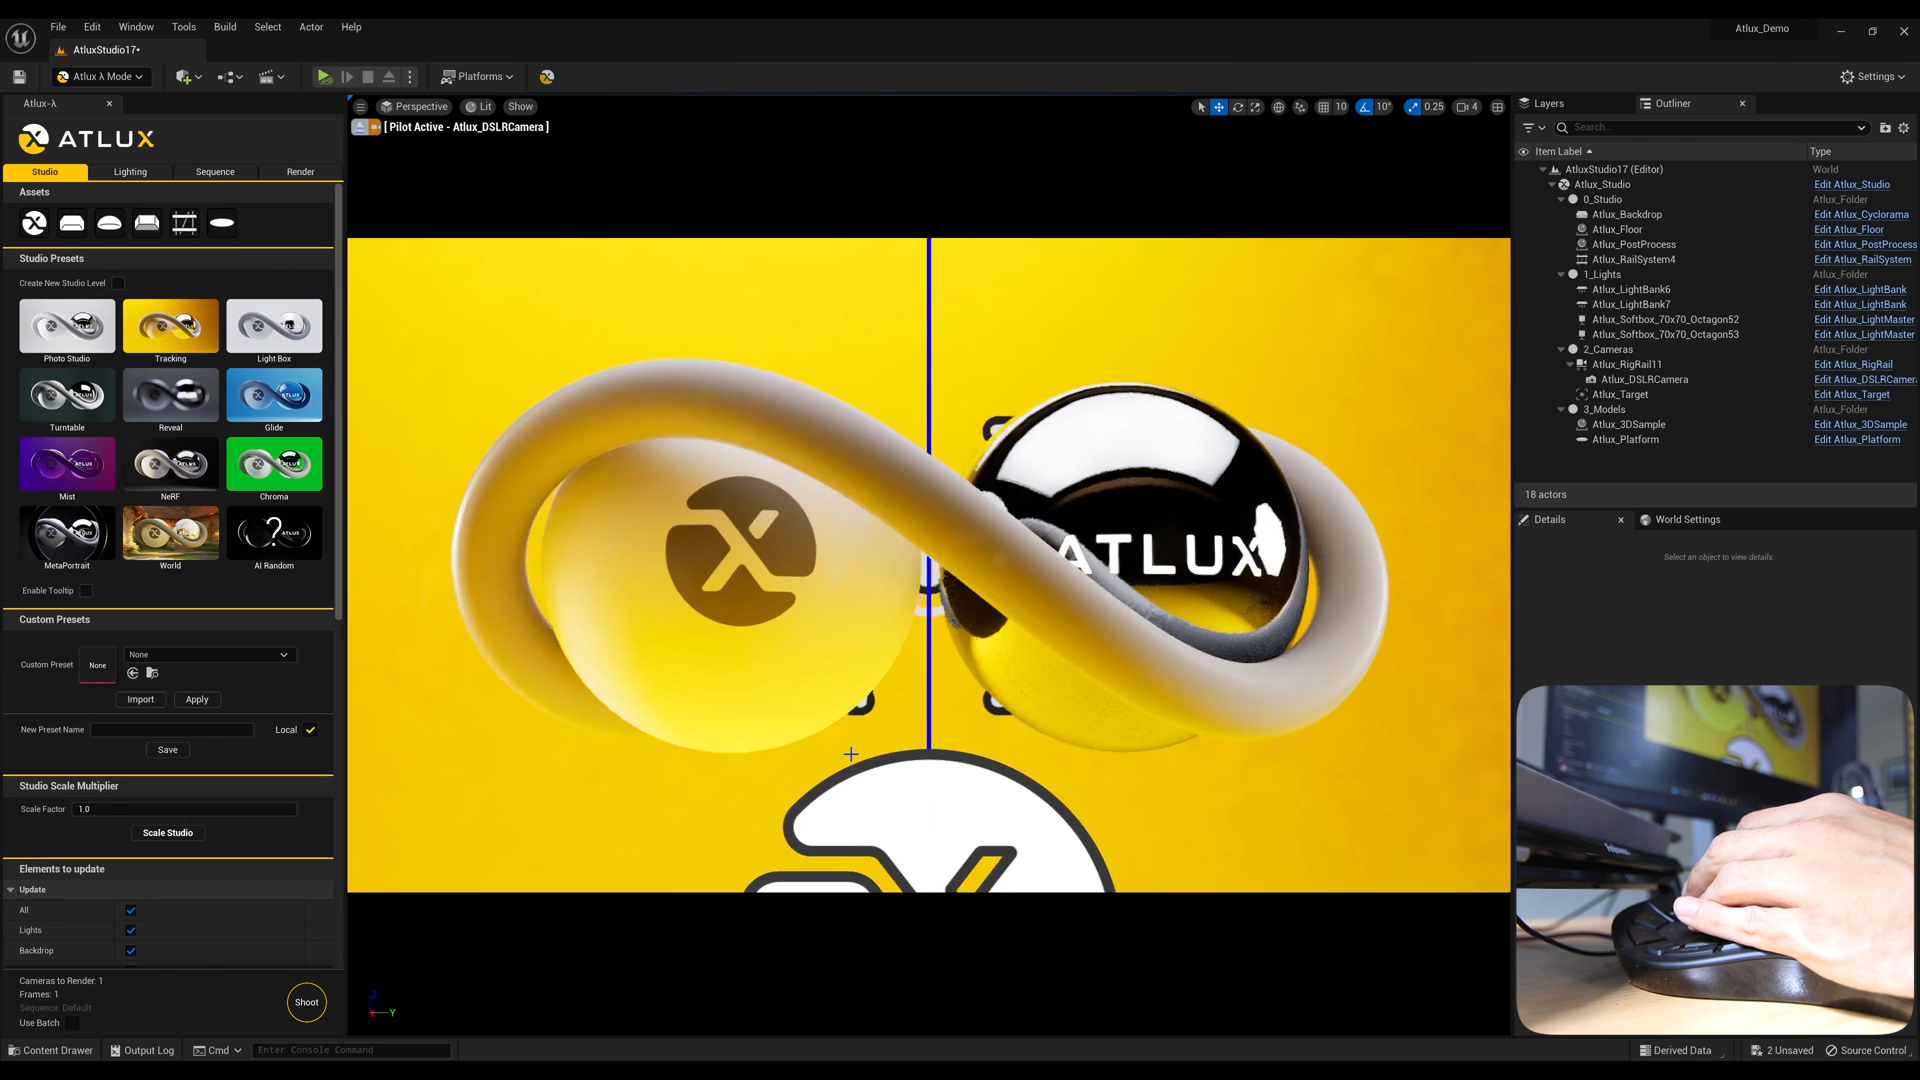 File Edit Window Tools Build Select Actor Help
Atlux_Demo
AtluxStudio17•
Atlux λ Mode
Platforms
Settings
Atlux-λ
ATLUX
Studio Lighting Sequence Render
Assets
Studio Presets
Create New Studio Level
Photo Studio
Tracking
Light Box
Turntable
Reveal
Glide
Mist
NeRF
Chroma
MetaPortrait
World
AI Random
Enable Tooltip
Custom Presets
Custom Preset
None
None
Import
Apply
New Preset Name
Local
Save
Studio Scale Multiplier
Scale Factor
1.0
Scale Studio
Elements to update
Update
All
Lights
Backdrop
Cameras to Render: 1
Frames: 1
Sequence: Default
Use Batch
Shoot
Perspective
Lit
Show
10
10°
0.25
4
[ Pilot Active - Atlux_DSLRCamera ]
ATLUX
Z
X
Y
Layers
Outliner
Search...
Item Label
Type
AtluxStudio17 (Editor) World
Atlux_Studio Edit Atlux_Studio
0_Studio Atlux_Folder
Atlux_Backdrop Edit Atlux_Cyclorama
Atlux_Floor Edit Atlux_Floor
Atlux_PostProcess Edit Atlux_PostProcess
Atlux_RailSystem4 Edit Atlux_RailSystem
1_Lights Atlux_Folder
Atlux_LightBank6 Edit Atlux_LightBank
Atlux_LightBank7 Edit Atlux_LightBank
Atlux_Softbox_70x70_Octagon52 Edit Atlux_LightMaster
Atlux_Softbox_70x70_Octagon53 Edit Atlux_LightMaster
2_Cameras Atlux_Folder
Atlux_RigRail11 Edit Atlux_RigRail
Atlux_DSLRCamera Edit Atlux_DSLRCamera
Atlux_Target Edit Atlux_Target
3_Models Atlux_Folder
Atlux_3DSample Edit Atlux_3DSample
Atlux_Platform Edit Atlux_Platform
18 actors
Details
World Settings
Select an object to view details.
Content Drawer
Output Log
Cmd
Enter Console Command
Derived Data
2 Unsaved
Source Control